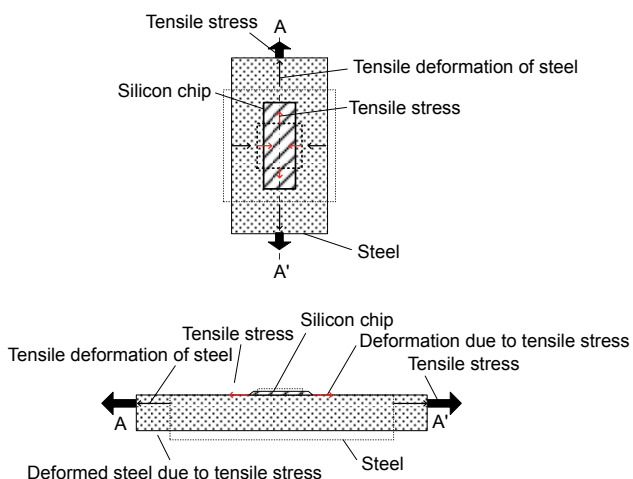 Tensile stress
A
Tensile deformation of steel
Silicon chip
Tensile stress
Steel
A'
Silicon chip
Tensile stress
Deformation due to tensile stress
Tensile deformation of steel
Tensile stress
A
A'
Steel
Deformed steel due to tensile stress